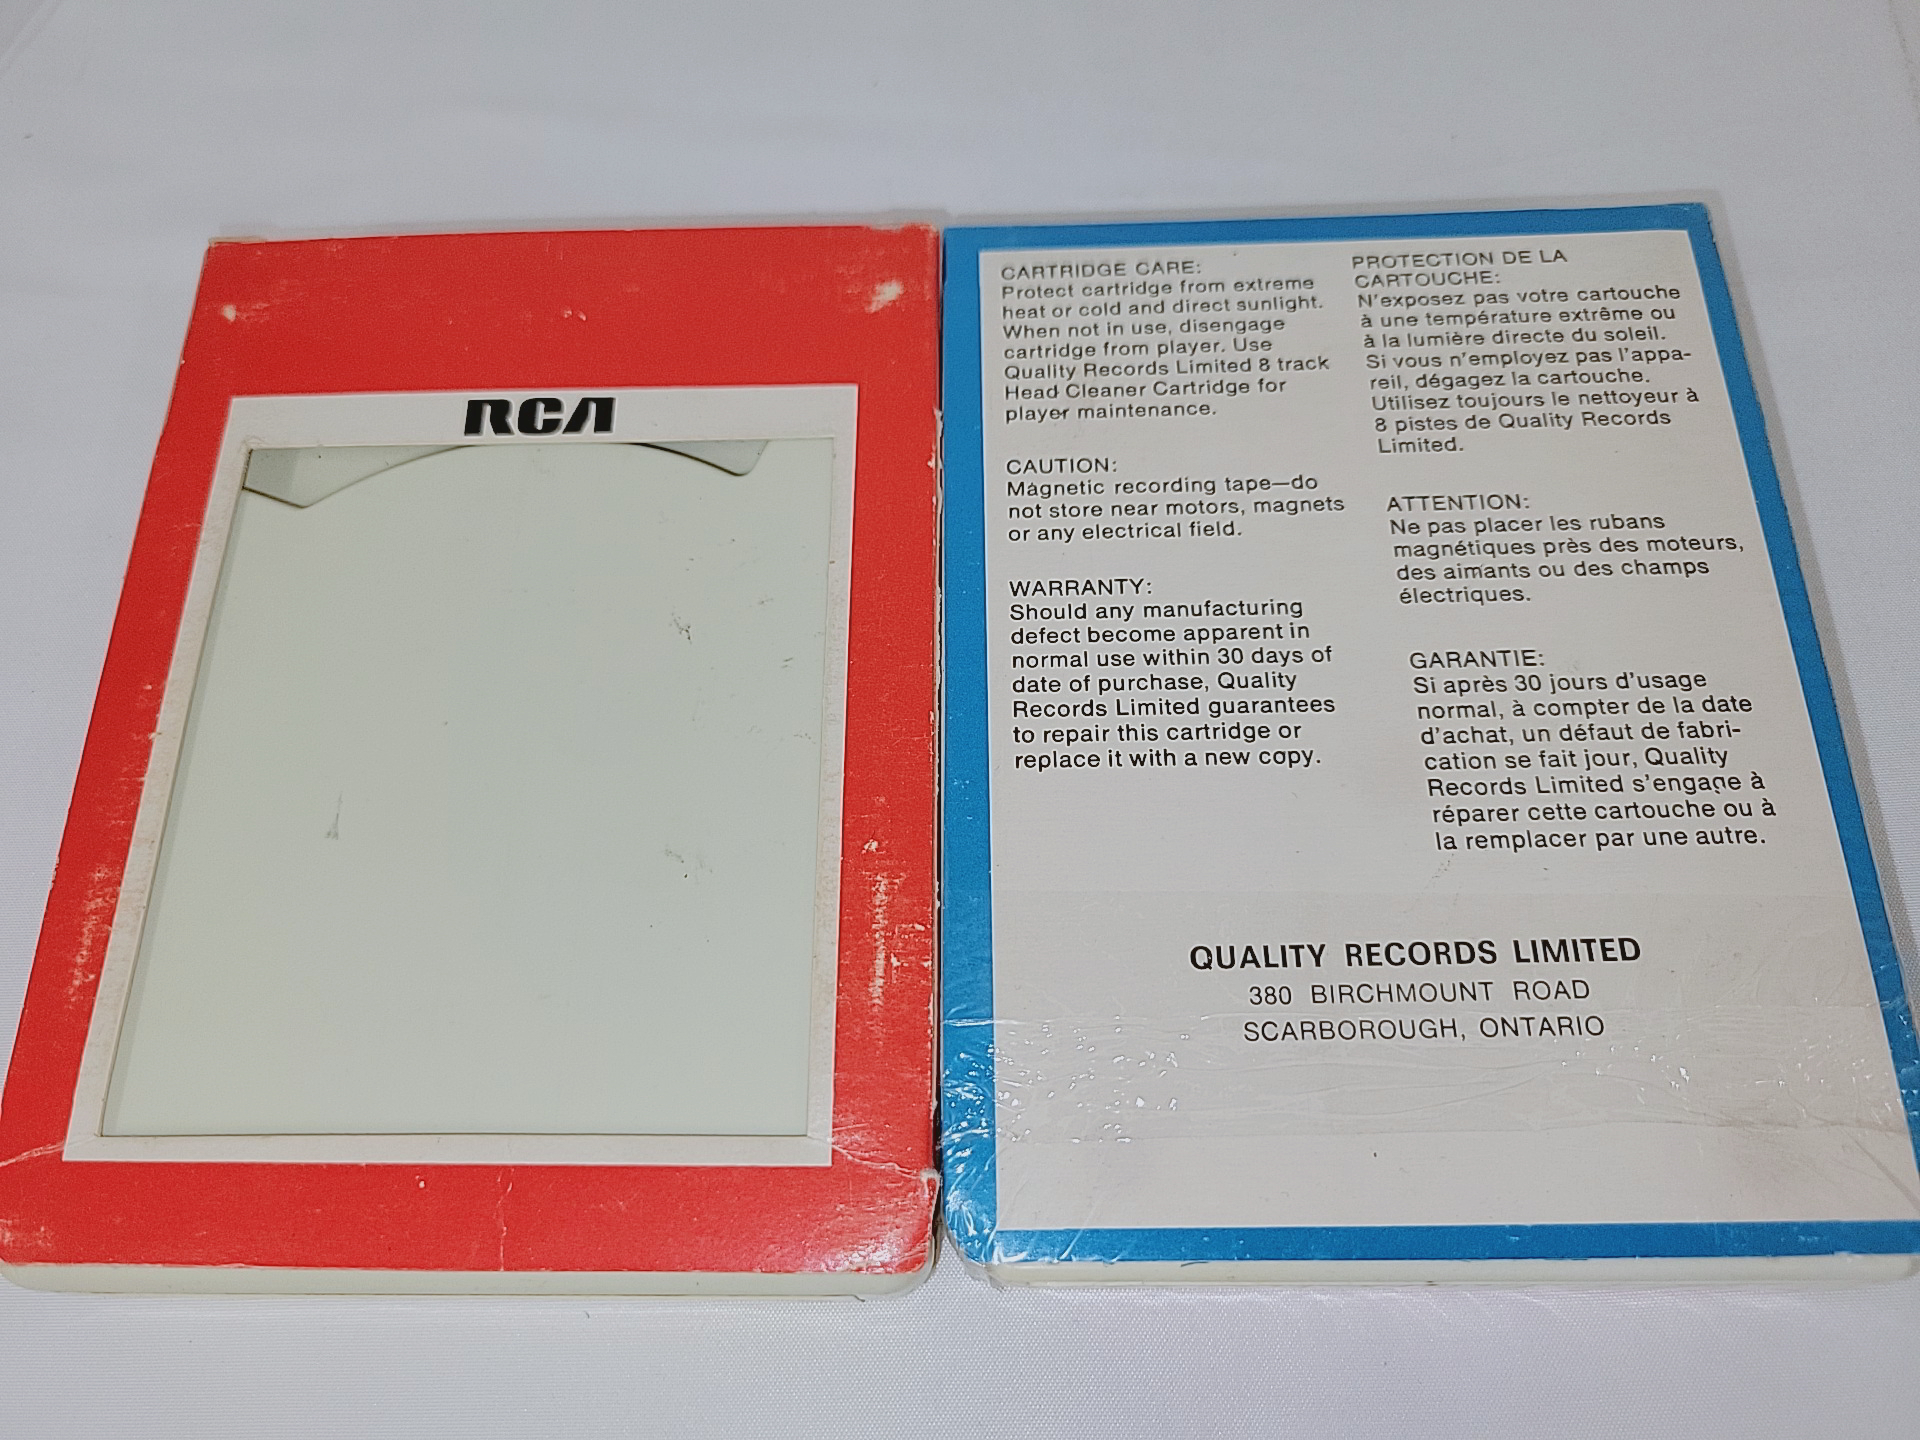 RCA
CARTRIDGE CARE:
Protect cartridge from extreme
heat or cold and direct sunlight.
When not in use, disengage
cartridge from player. Use
Quality Records Limited 8 track
Head Cleaner Cartridge for
player maintenance.
CAUTION:
Magnetic recording tape—do
not store near motors, magnets
or any electrical field.
WARRANTY:
Should any manufacturing
defect become apparent in
normal use within 30 days of
date of purchase, Quality
Records Limited guarantees
to repair this cartridge or
replace it with a new copy.
PROTECTION DE LA
CARTOUCHE:
N'exposez pas votre cartouche
à une température extrême ou
à la lumière directe du soleil.
Si vous n'employez pas l'appa-
reil, dégagez la cartouche.
Utilisez toujours le nettoyeur à
8 pistes de Quality Records
Limited.
ATTENTION:
Ne pas placer les rubans
magnétiques près des moteurs,
des aimants ou des champs
électriques.
GARANTIE:
Si après 30 jours d'usage
normal, à compter de la date
d'achat, un défaut de fabri-
cation se fait jour, Quality
Records Limited s'engage à
réparer cette cartouche ou à
la remplacer par une autre.
QUALITY RECORDS LIMITED
380 BIRCHMOUNT ROAD
SCARBOROUGH, ONTARIO